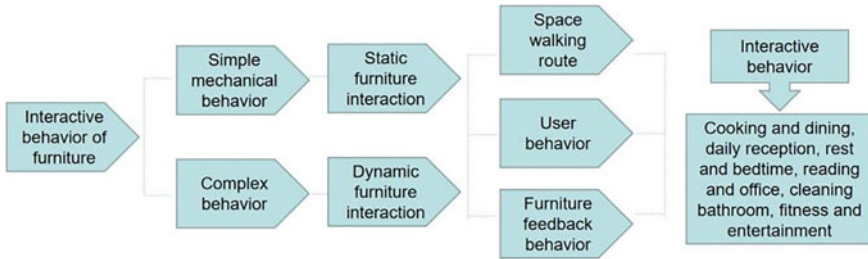 Interactive
behavior of
furniture
Simple
mechanical
behavior
Static
furniture
interaction
Complex
behavior
Dynamic
furniture
interaction
Space
walking
route
User
behavior
Furniture
feedback
behavior
Interactive
behavior
Cooking and dining,
daily reception, rest
and bedtime, reading
and office, cleaning
bathroom, fitness and
entertainment